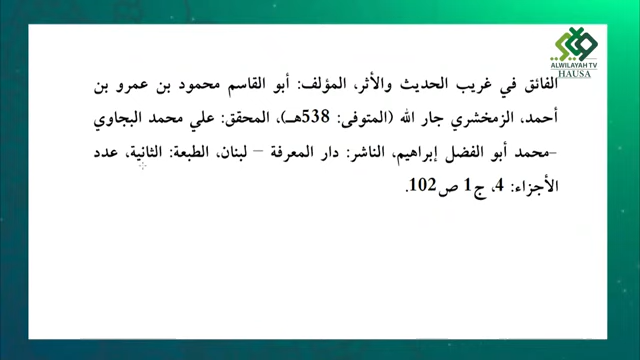 ALWILAYAH TV
HAUSA
الفائق في غريب الحديث والأثر، المؤلف: أبو القاسم محمود بن عمرو بن
أحمد، الزمخشري جار الله (المتوفى: 538هـ)، المحقق: علي محمد البجاوي
–محمد أبو الفضل إبراهيم، الناشر: دار المعرفة – لبنان، الطبعة: الثانية، عدد
الأجزاء: 4، ج1 ص102.